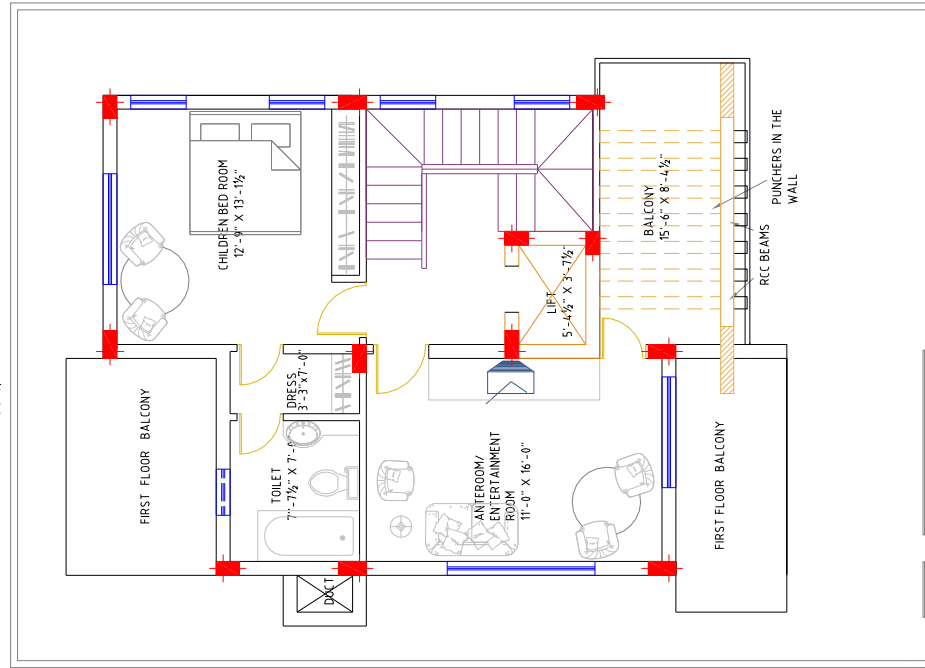 CHILDREN BED ROOM
12'-9" X 13'-1½"
BALCONY
15'-6" X 8'-4½"
PUNCHERS IN THE
WALL
RCC BEAMS
LIFT
5'-4½" X 3'-7½"
DRESS
3'-3"x7'-0"
FIRST FLOOR BALCONY
TOILET
7'-7½" X 7'-
ANTEROOM/
ENTERTAINMENT
ROOM
11'-0" X 16'-0"
FIRST FLOOR BALCONY
DUCT